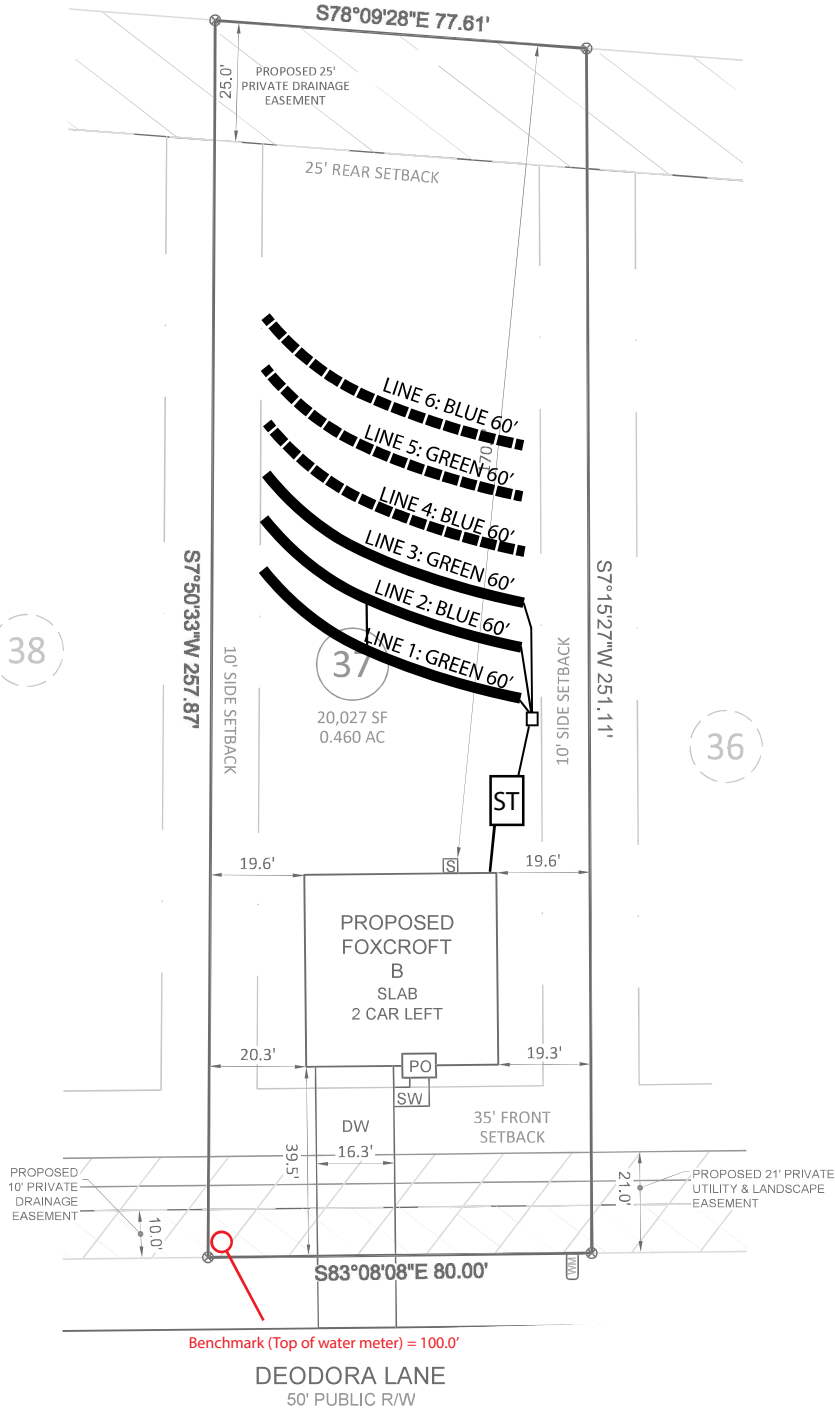 S78°09'28"E 77.61'
25.0'
PROPOSED 25'
PRIVATE DRAINAGE
EASEMENT
25' REAR SETBACK
LINE 6: BLUE 60'
LINE 5: GREEN 60'
LINE 4: BLUE 60'
LINE 3: GREEN 60'
LINE 2: BLUE 60'
LINE 1: GREEN 60'
S7°50'33"W 257.87'
S7°15'27"W 251.11'
38
37
20,027 SF
0.460 AC
36
10' SIDE SETBACK
10' SIDE SETBACK
ST
S
19.6'
19.6'
PROPOSED
FOXCROFT
B
SLAB
2 CAR LEFT
20.3'
19.3'
PO
SW
DW
16.3'
39.5'
35' FRONT
SETBACK
PROPOSED
10' PRIVATE
DRAINAGE
EASEMENT
10.0'
21.0'
PROPOSED 21' PRIVATE
UTILITY & LANDSCAPE
EASEMENT
S83°08'08"E 80.00'
WM
Benchmark (Top of water meter) = 100.0'
DEODORA LANE
50' PUBLIC R/W